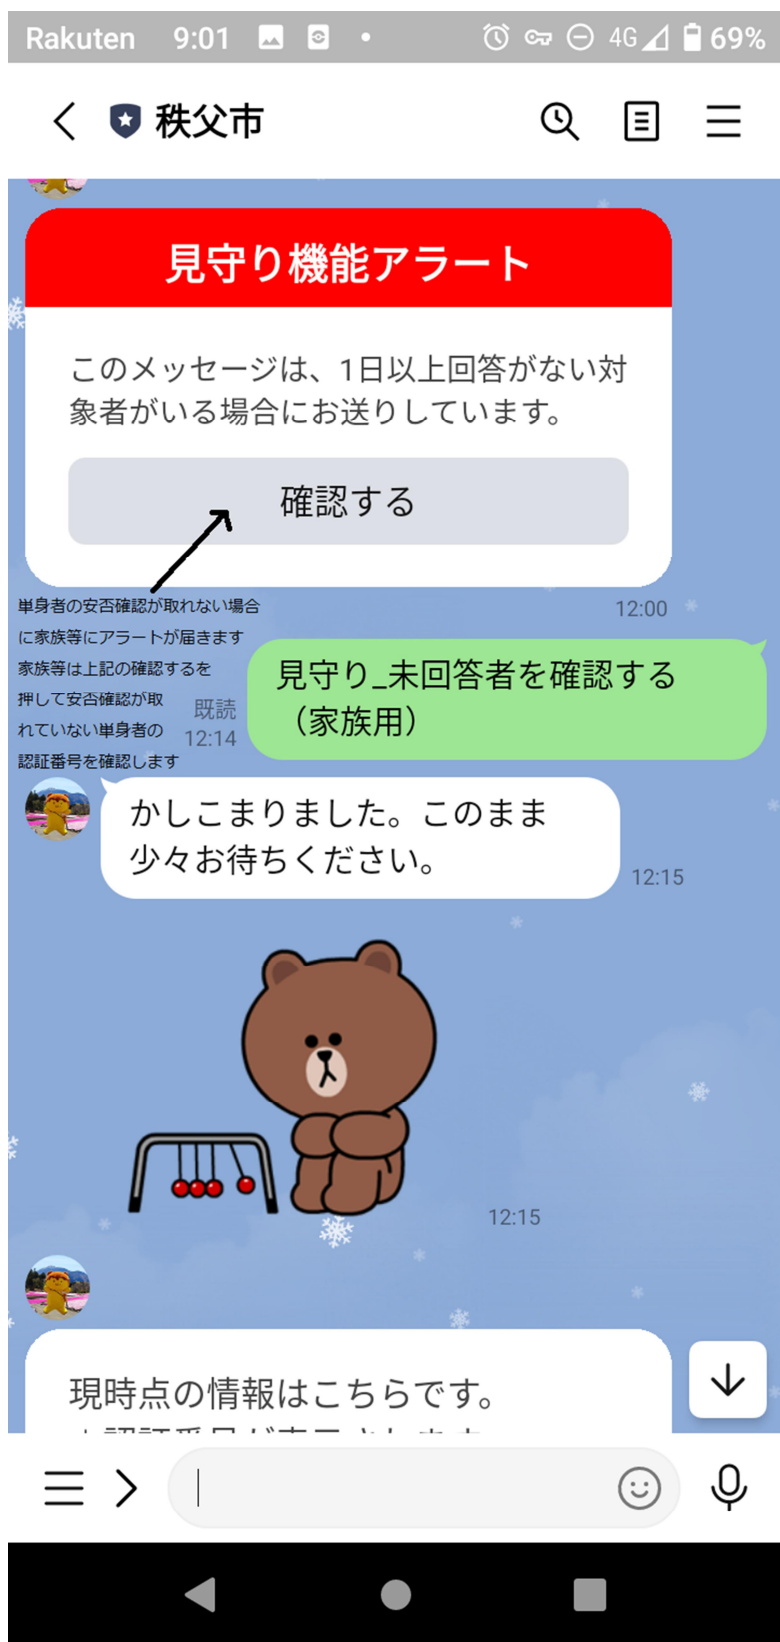 Rakuten 9:01 4G 69%
秩父市
見守り機能アラート
このメッセージは、1日以上回答がない対
象者がいる場合にお送りしています。
確認する
単身者の安否確認が取れない場合
に家族等にアラートが届きます
家族等は上記の確認するを
押して安否確認が取
れていない単身者の
認証番号を確認します
12:00
見守り_未回答者を確認する
（家族用）
既読
12:14
かしこまりました。このまま
少々お待ちください。
12:15
12:15
現時点の情報はこちらです。